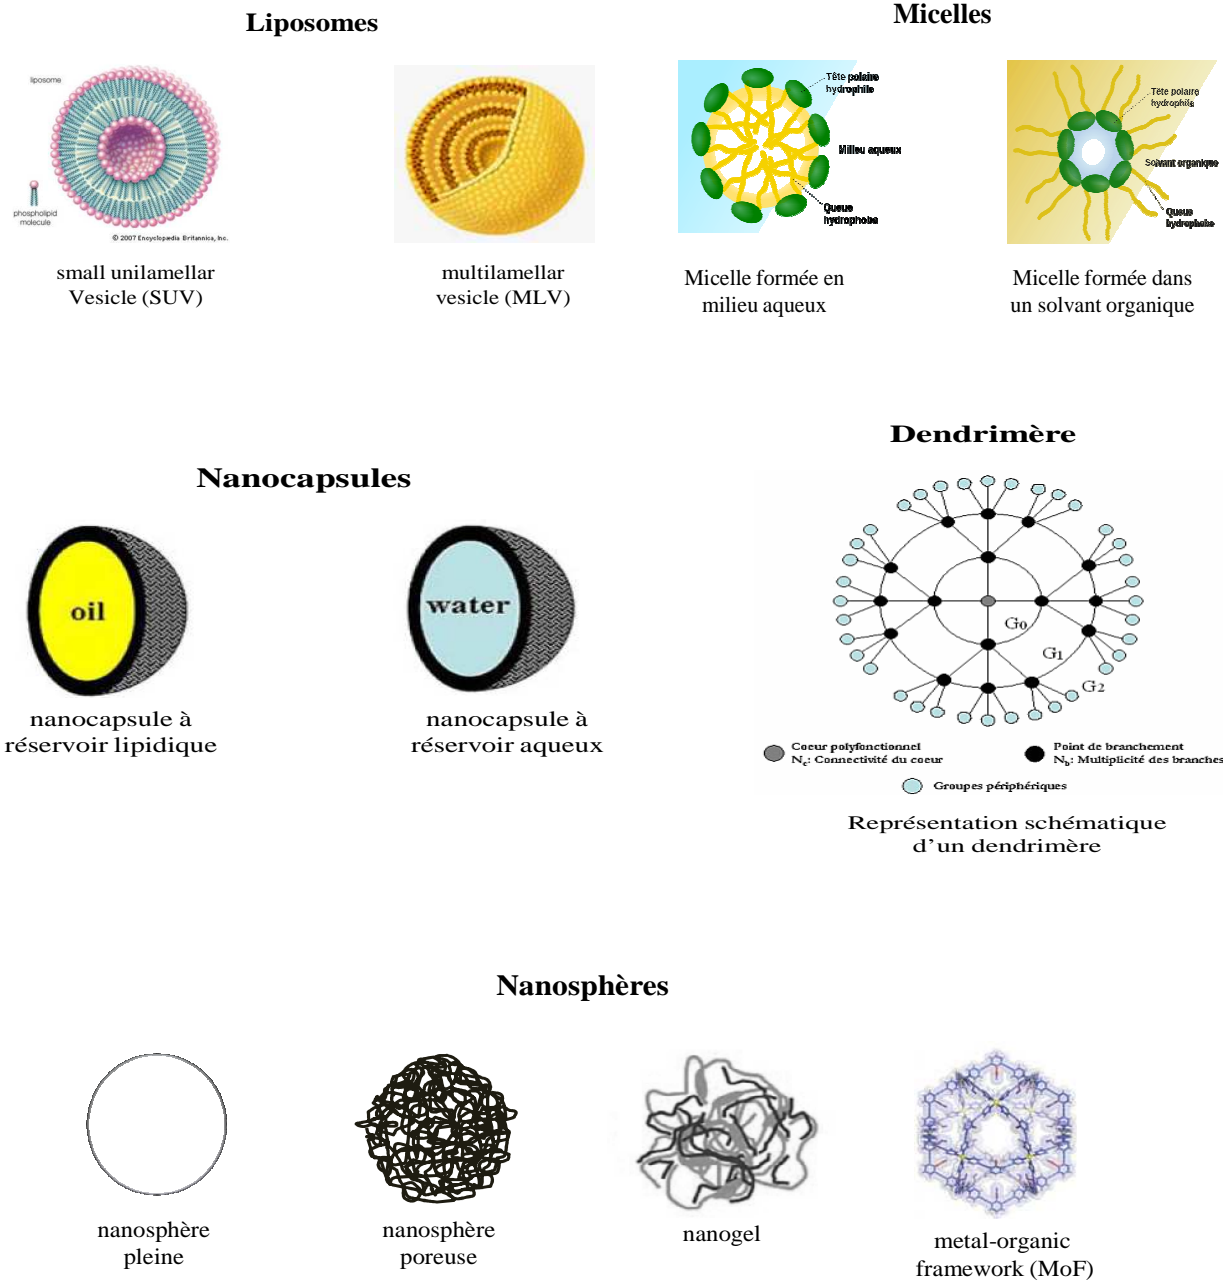 Liposomes
Micelles
liposome
phospholipid
molecule
© 2007 Encyclopædia Britannica, Inc.
Tête polaire
hydrophile
Milieu aqueux
Queue
hydrophobe
Tête polaire
hydrophile
Solvant organique
Queue
hydrophobe
small unilamellar
Vesicle (SUV)
multilamellar
vesicle (MLV)
Micelle formée en
milieu aqueux
Micelle formée dans
un solvant organique
Nanocapsules
Dendrimère
oil
water
nanocapsule à
réservoir lipidique
nanocapsule à
réservoir aqueux
G0
G1
G2
Coeur polyfonctionnel
Nc: Connectivité du coeur
Point de branchement
Nb: Multiplicité des branches
Groupes périphériques
Représentation schématique
d’un dendrimère
Nanosphères
nanosphère
pleine
nanosphère
poreuse
nanogel
metal-organic
framework (MoF)